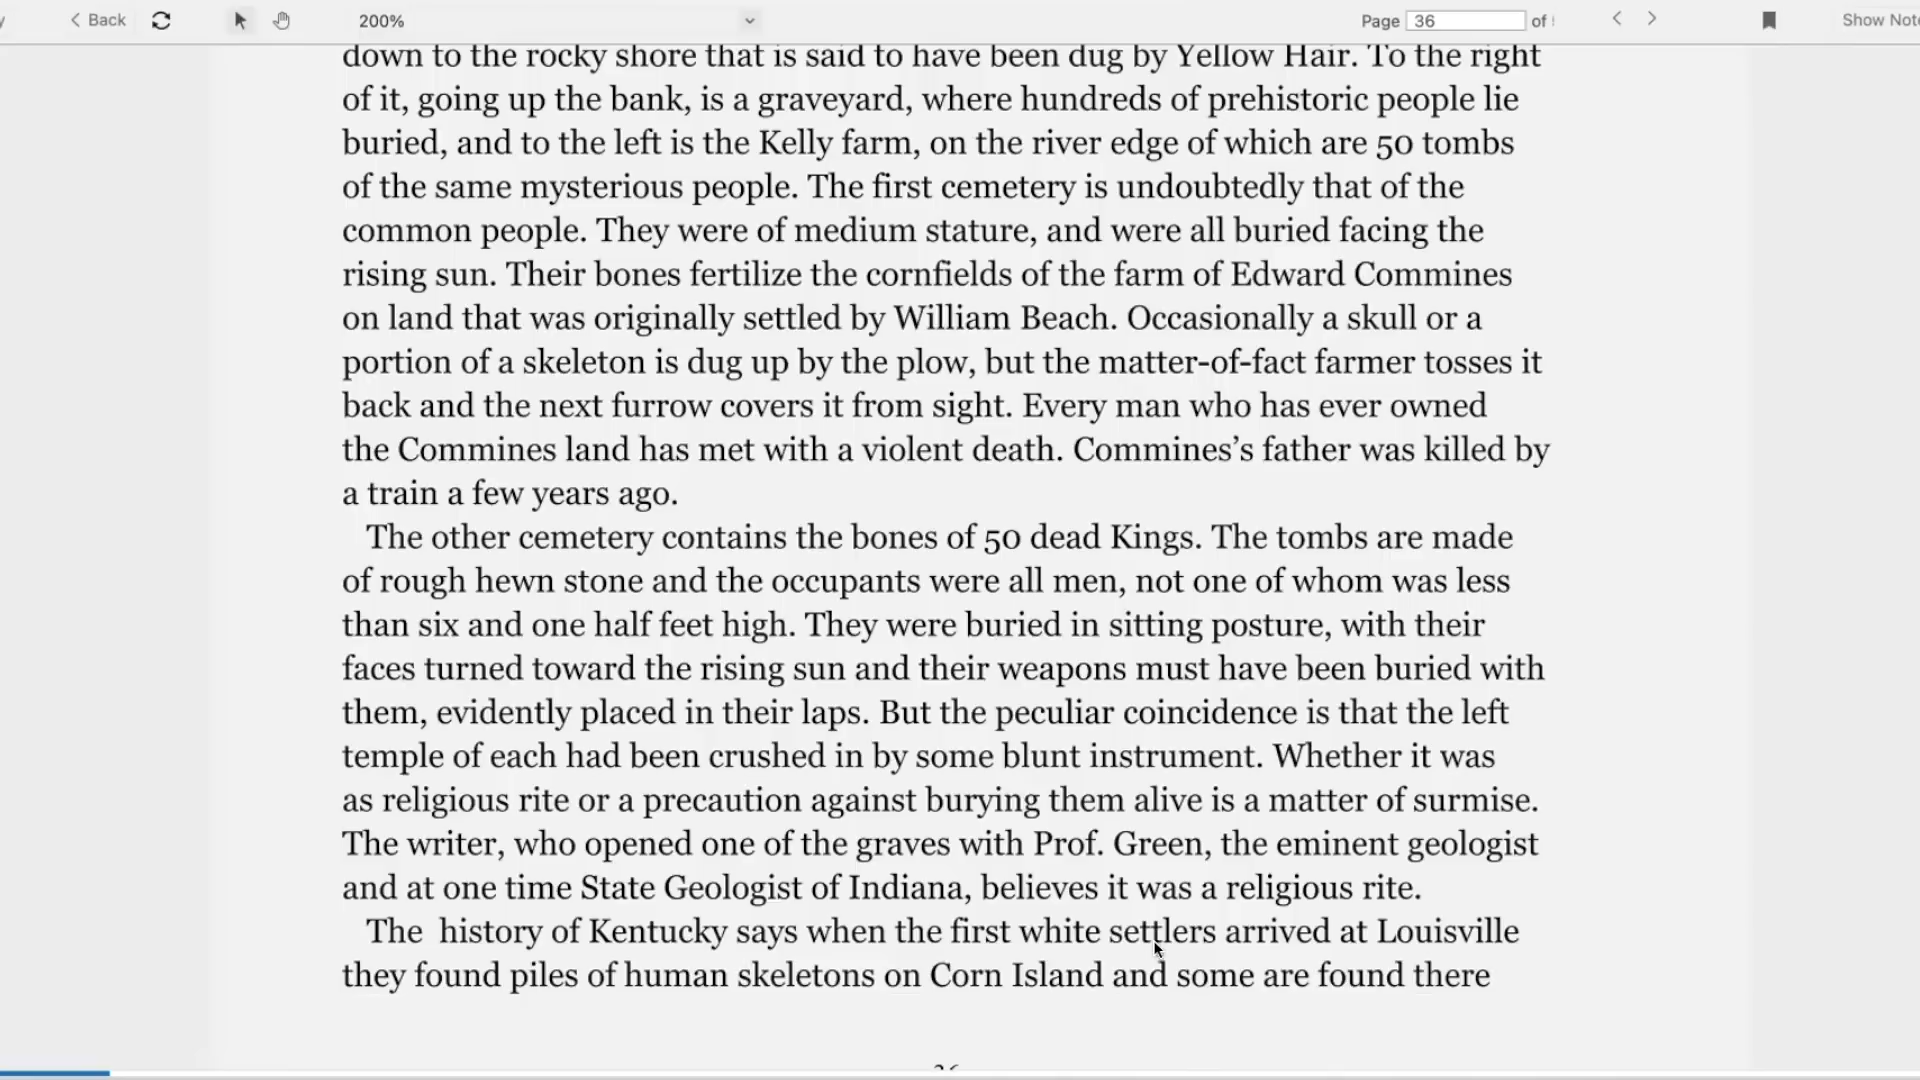 Back
200%
Page 36 of
Show Note
down to the rocky shore that is said to have been dug by Yellow Hair. To the right
of it, going up the bank, is a graveyard, where hundreds of prehistoric people lie
buried, and to the left is the Kelly farm, on the river edge of which are 50 tombs
of the same mysterious people. The first cemetery is undoubtedly that of the
common people. They were of medium stature, and were all buried facing the
rising sun. Their bones fertilize the cornfields of the farm of Edward Commines
on land that was originally settled by William Beach. Occasionally a skull or a
portion of a skeleton is dug up by the plow, but the matter-of-fact farmer tosses it
back and the next furrow covers it from sight. Every man who has ever owned
the Commines land has met with a violent death. Commines’s father was killed by
a train a few years ago.
The other cemetery contains the bones of 50 dead Kings. The tombs are made
of rough hewn stone and the occupants were all men, not one of whom was less
than six and one half feet high. They were buried in sitting posture, with their
faces turned toward the rising sun and their weapons must have been buried with
them, evidently placed in their laps. But the peculiar coincidence is that the left
temple of each had been crushed in by some blunt instrument. Whether it was
as religious rite or a precaution against burying them alive is a matter of surmise.
The writer, who opened one of the graves with Prof. Green, the eminent geologist
and at one time State Geologist of Indiana, believes it was a religious rite.
The history of Kentucky says when the first white settlers arrived at Louisville
they found piles of human skeletons on Corn Island and some are found there